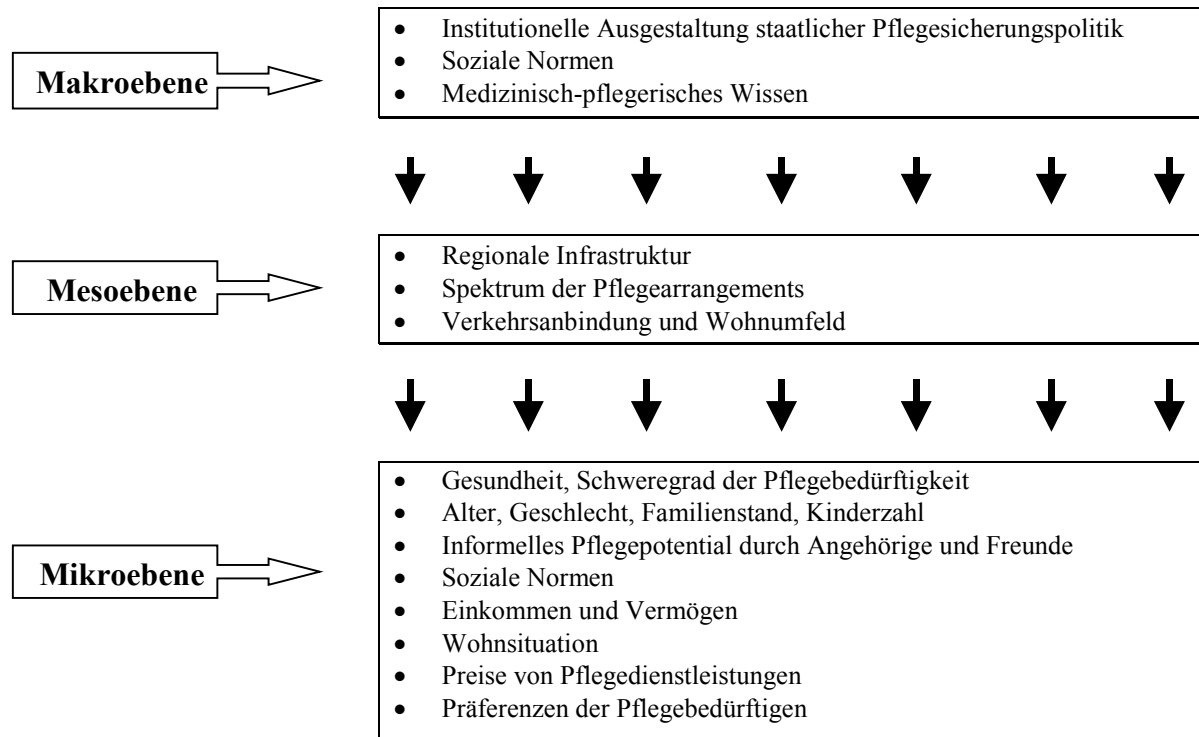 Makroebene
• Institutionelle Ausgestaltung staatlicher Pflegesicherungspolitik
• Soziale Normen
• Medizinisch-pflegerisches Wissen
Mesoebene
• Regionale Infrastruktur
• Spektrum der Pflegearrangements
• Verkehrsanbindung und Wohnumfeld
Mikroebene
• Gesundheit, Schweregrad der Pflegebedürftigkeit
• Alter, Geschlecht, Familienstand, Kinderzahl
• Informelles Pflegepotential durch Angehörige und Freunde
• Soziale Normen
• Einkommen und Vermögen
• Wohnsituation
• Preise von Pflegedienstleistungen
• Präferenzen der Pflegebedürftigen